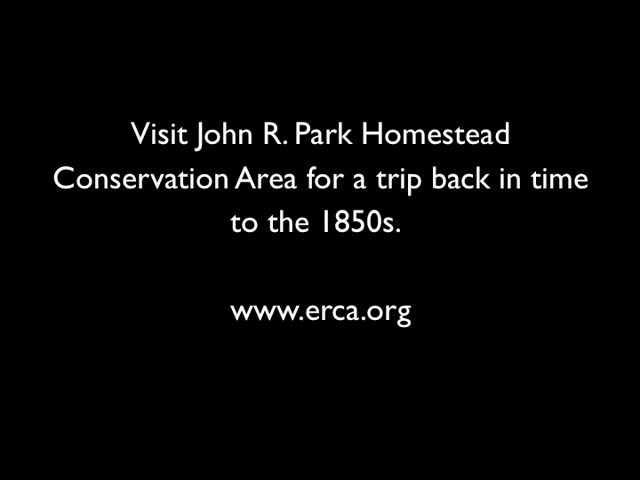 Visit John R. Park Homestead
Conservation Area for a trip back in time
to the 1850s.
www.erca.org